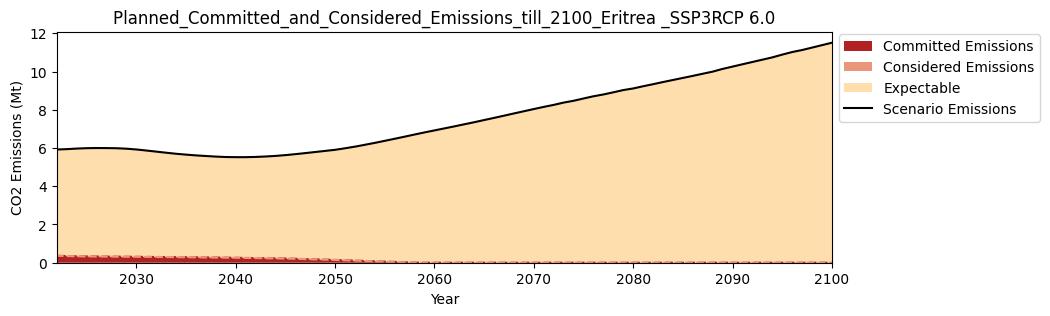 Planned_Committed_and_Considered_Emissions_till_2100_Eritrea _SSP3RCP 6.0
12
10
8
6
4
2
0
CO2 Emissions (Mt)
2030
2040
2050
2060
2070
2080
2090
2100
Year
Committed Emissions
Considered Emissions
Expectable
Scenario Emissions